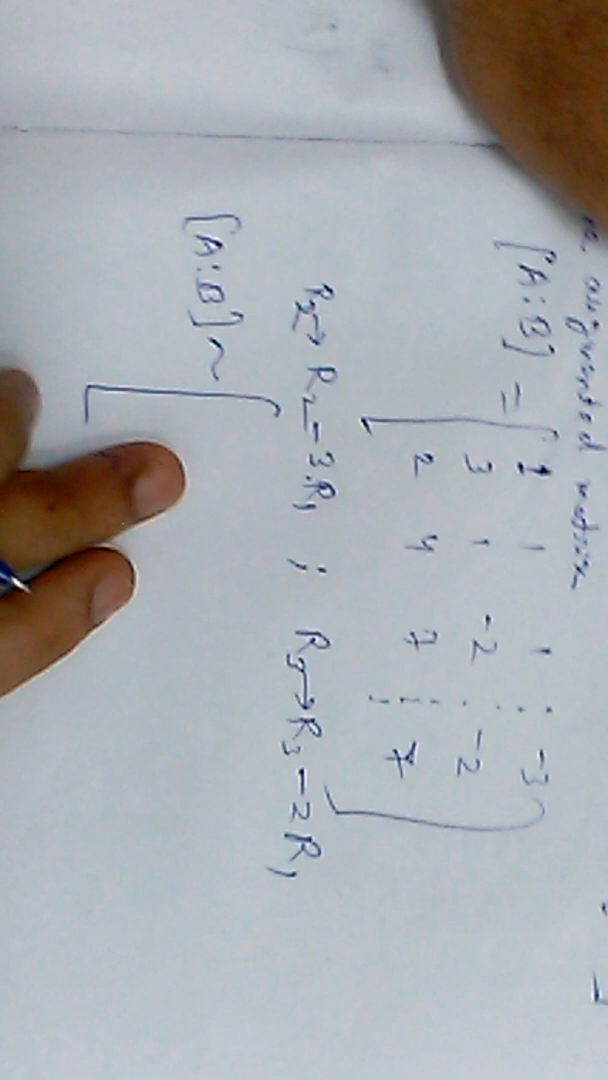 augmented matrix
[A:B] = [ 1 1 1 : -3
3 1 -2 : -2
2 4 7 : 7 ]
R2 → R2 - 3R1 ; R3 → R3 - 2R1
[A:B] ~ [